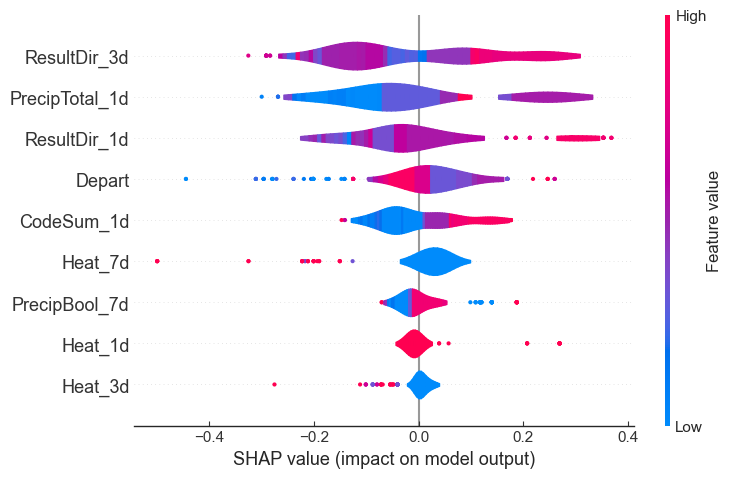 High
ResultDir_3d
PrecipTotal_1d
ResultDir_1d
Depart
CodeSum_1d
Heat_7d
PrecipBool_7d
Heat_1d
Heat_3d
Feature value
Low
−0.4 −0.2 0.0 0.2 0.4
SHAP value (impact on model output)